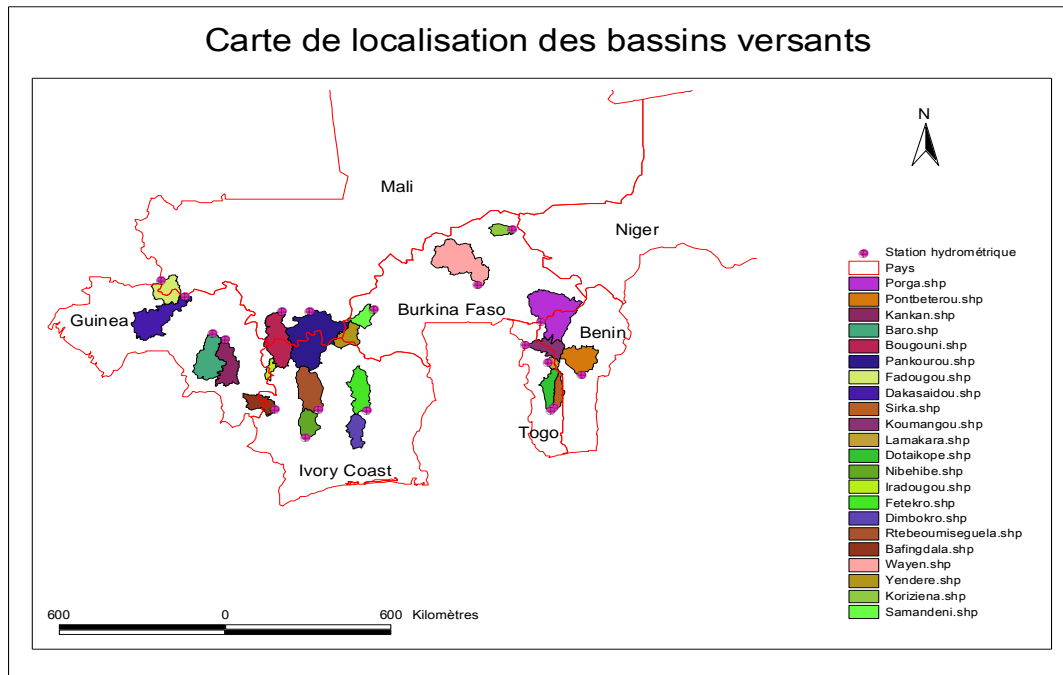 Carte de localisation des bassins versants
N
Mali
Niger
Guinea
Burkina Faso
Benin
Togo
Ivory Coast
Station hydrométrique
Pays
Porga.shp
Pontbeterou.shp
Kankan.shp
Baro.shp
Bougouni.shp
Pankourou.shp
Fadougou.shp
Dakasaidou.shp
Sirka.shp
Koumangou.shp
Lamakara.shp
Dotaikope.shp
Nibehibe.shp
Iradougou.shp
Fetekro.shp
Dimbokro.shp
Rtebeoumiseguela.shp
Bafingdala.shp
Wayen.shp
Yendere.shp
Koriziena.shp
Samandeni.shp
600 0 600 Kilomètres